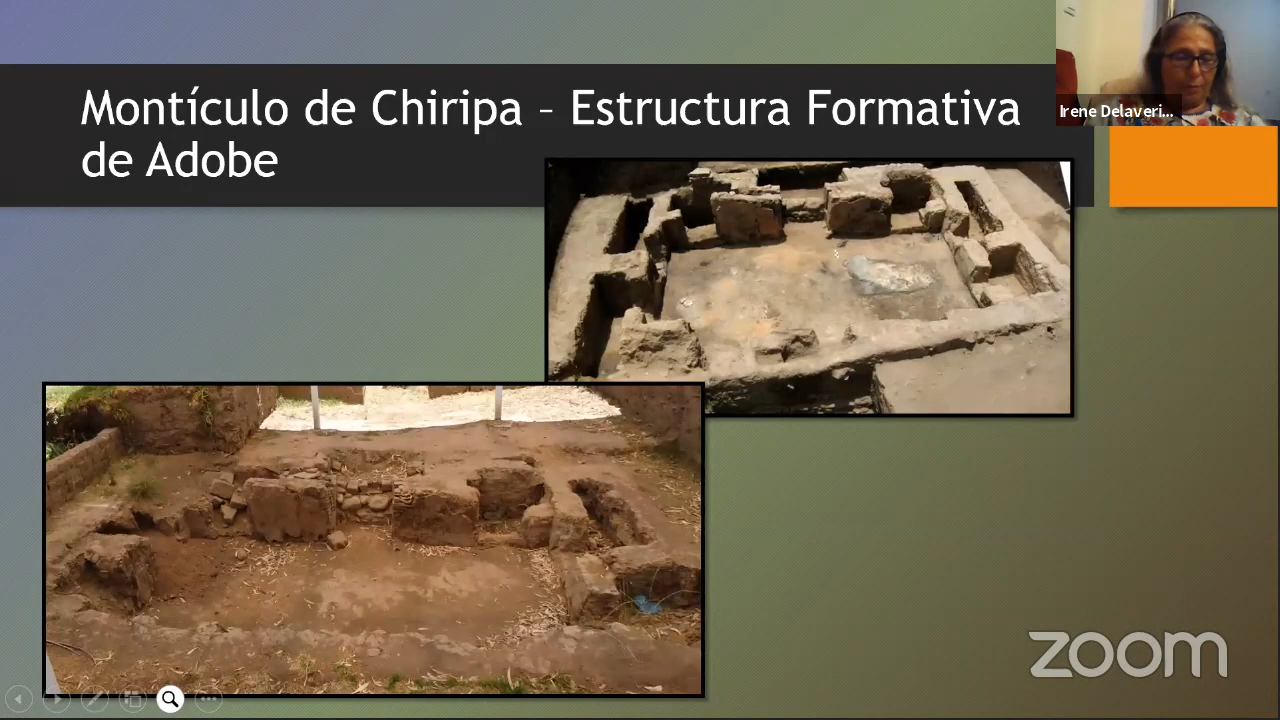 Montículo de Chiripa – Estructura Formativa
de Adobe
Irene Delaveri...
zoom